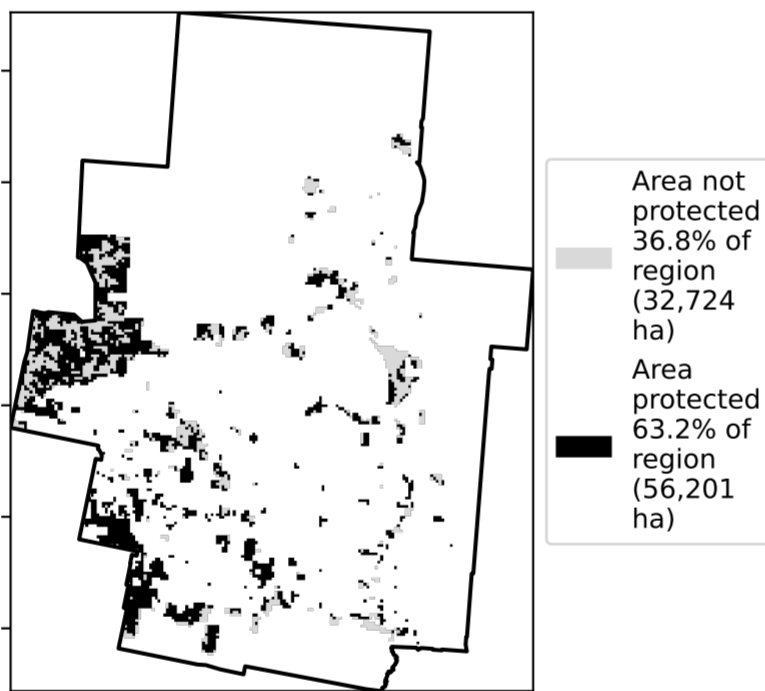 Area not
protected
36.8% of
region
(32,724
ha)
Area
protected
63.2% of
region
(56,201
ha)